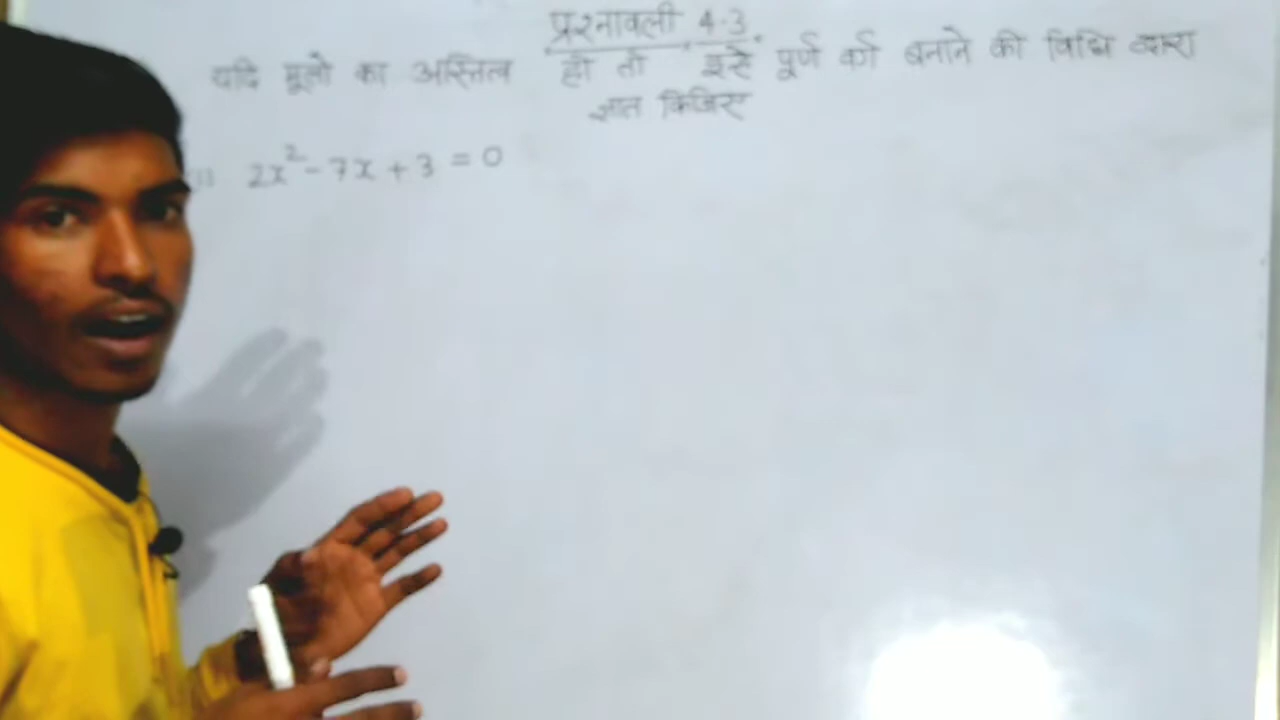 प्रश्नावली 4.3.
यदि मूलो का अस्तित्व हो तो इन्हे पूर्ण वर्ग बनाने की विधि द्वारा
ज्ञात किजिए
2x²-7x+3=0